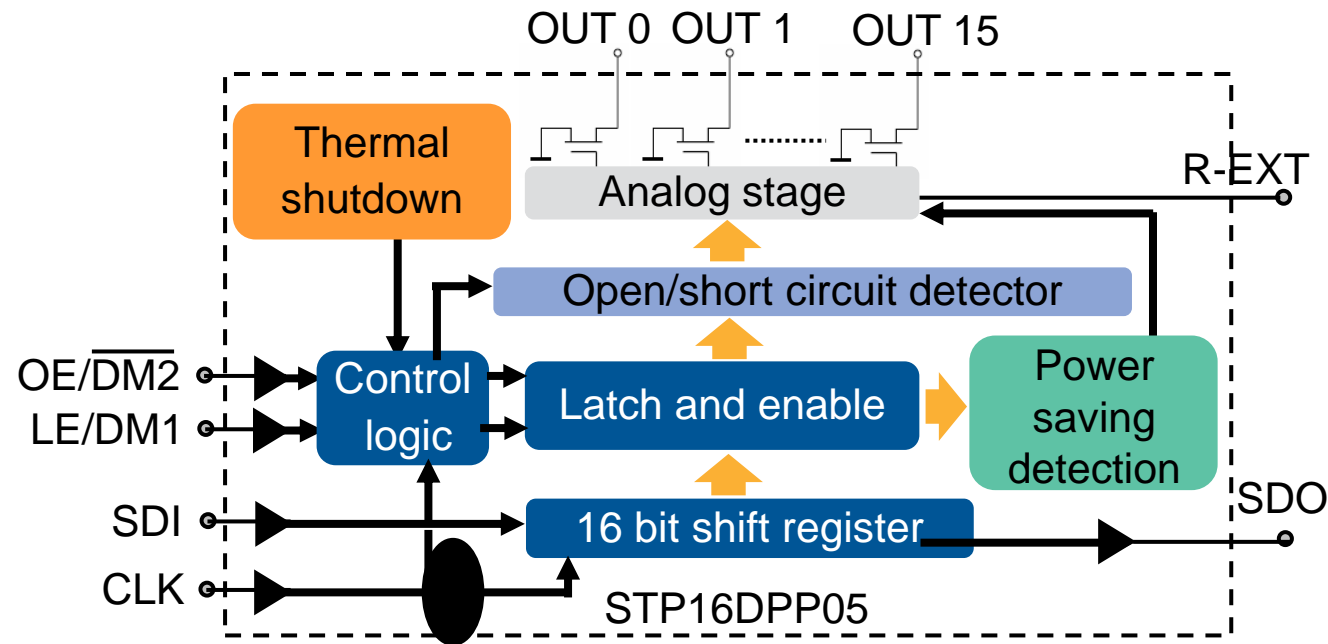 OUT 0 OUT 1 OUT 15
Thermal
shutdown
Analog stage
R-EXT
Open/short circuit detector
OE/DM2
LE/DM1
Control
logic
Latch and enable
Power
saving
detection
SDI
16 bit shift register
SDO
CLK
STP16DPP05